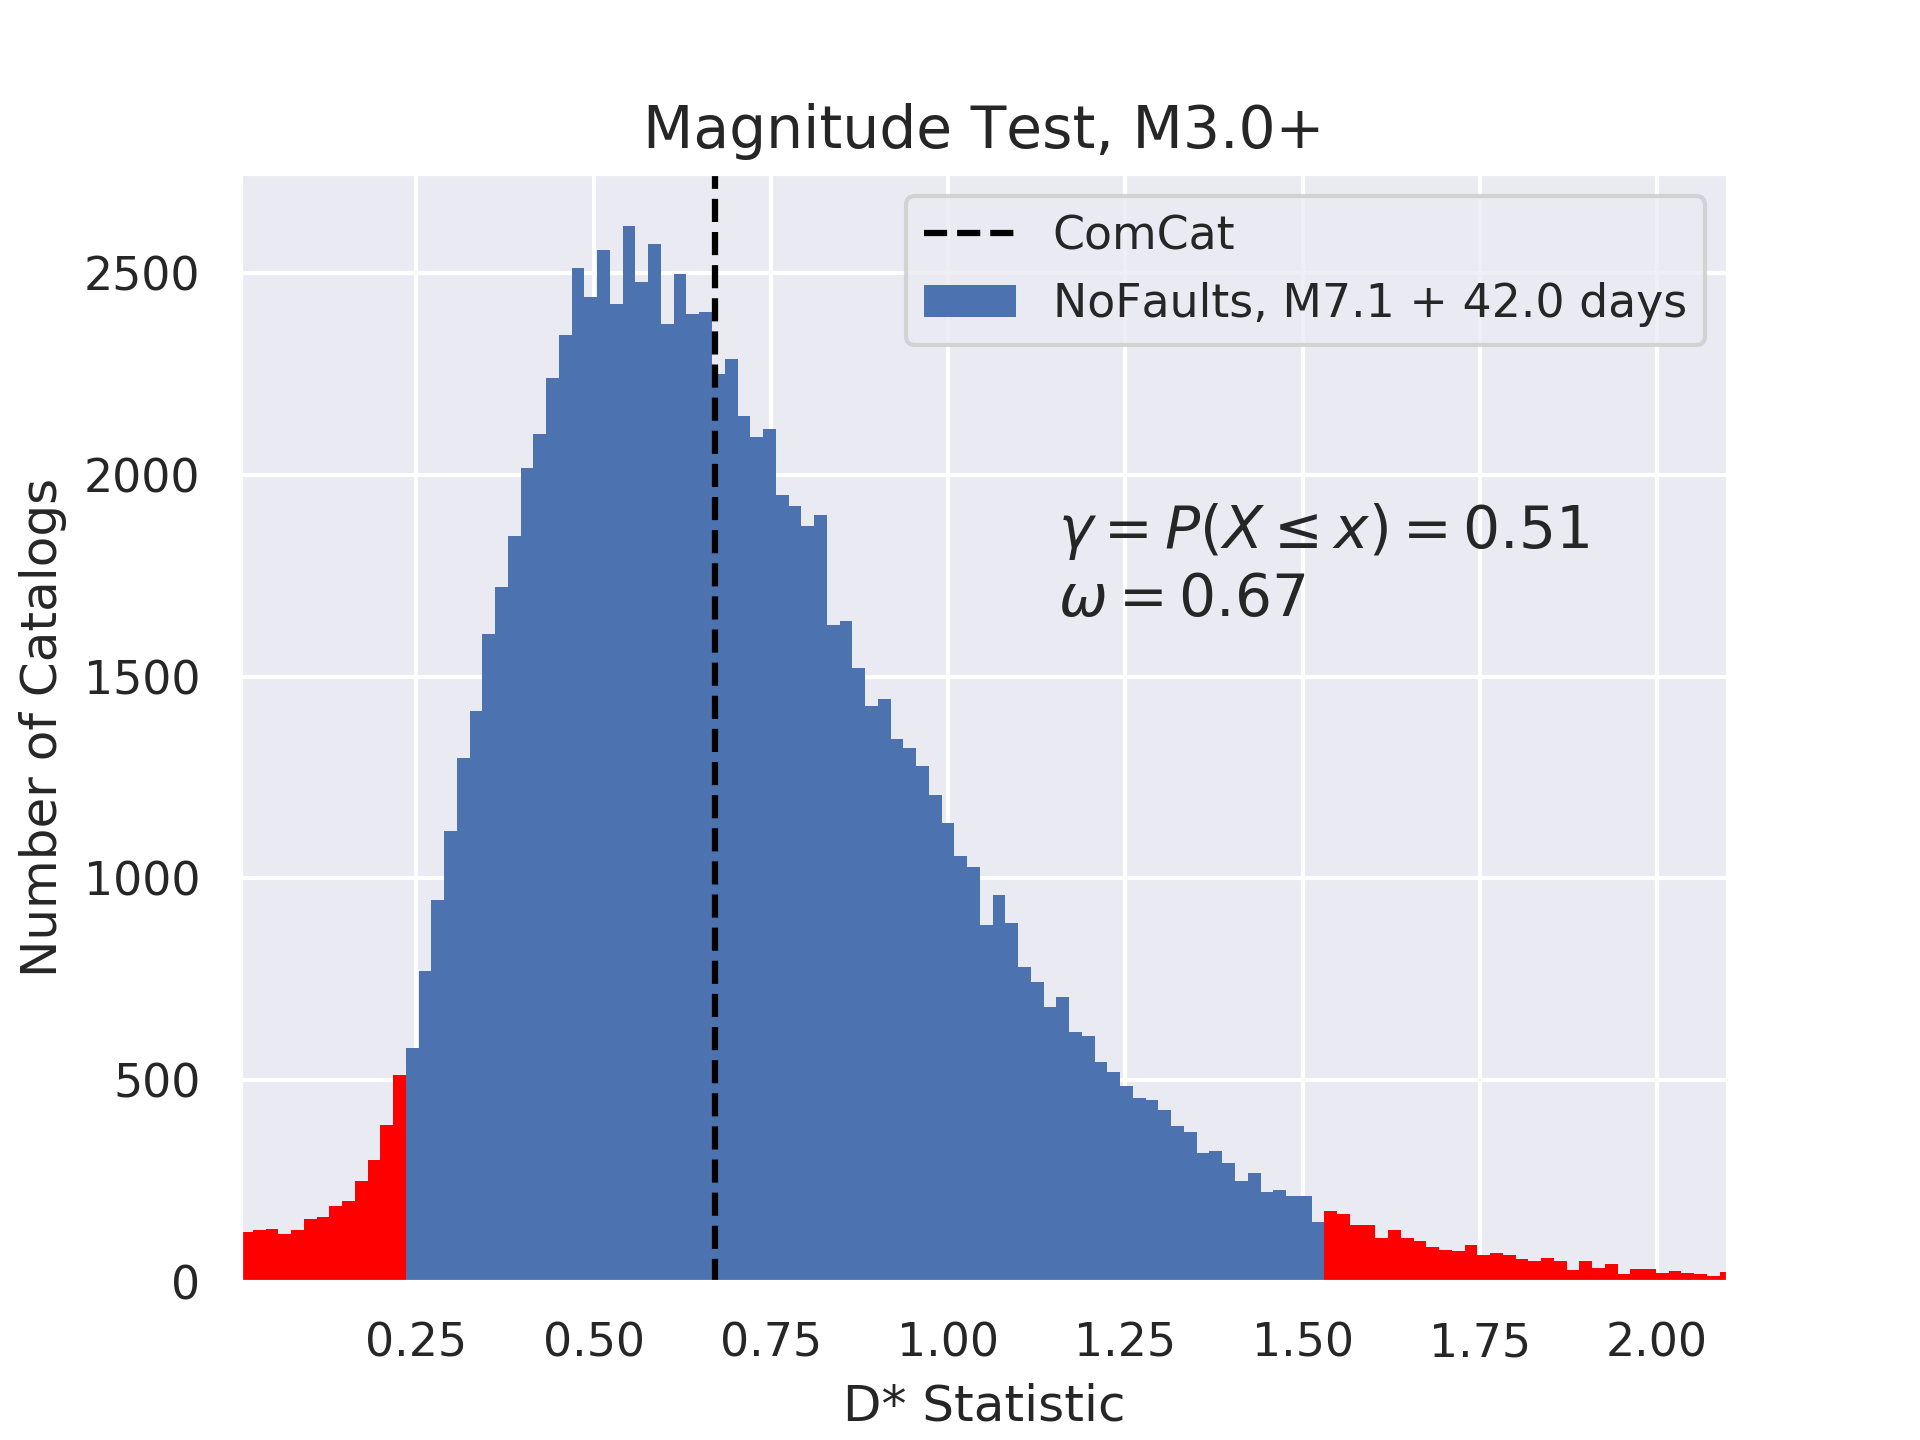 Magnitude Test, M3.0+
ComCat
NoFaults, M7.1 + 42.0 days
γ = P(X ≤ x) = 0.51
ω = 0.67
Number of Catalogs
2500
2000
1500
1000
500
0
0.25 0.50 0.75 1.00 1.25 1.50 1.75 2.00
D* Statistic